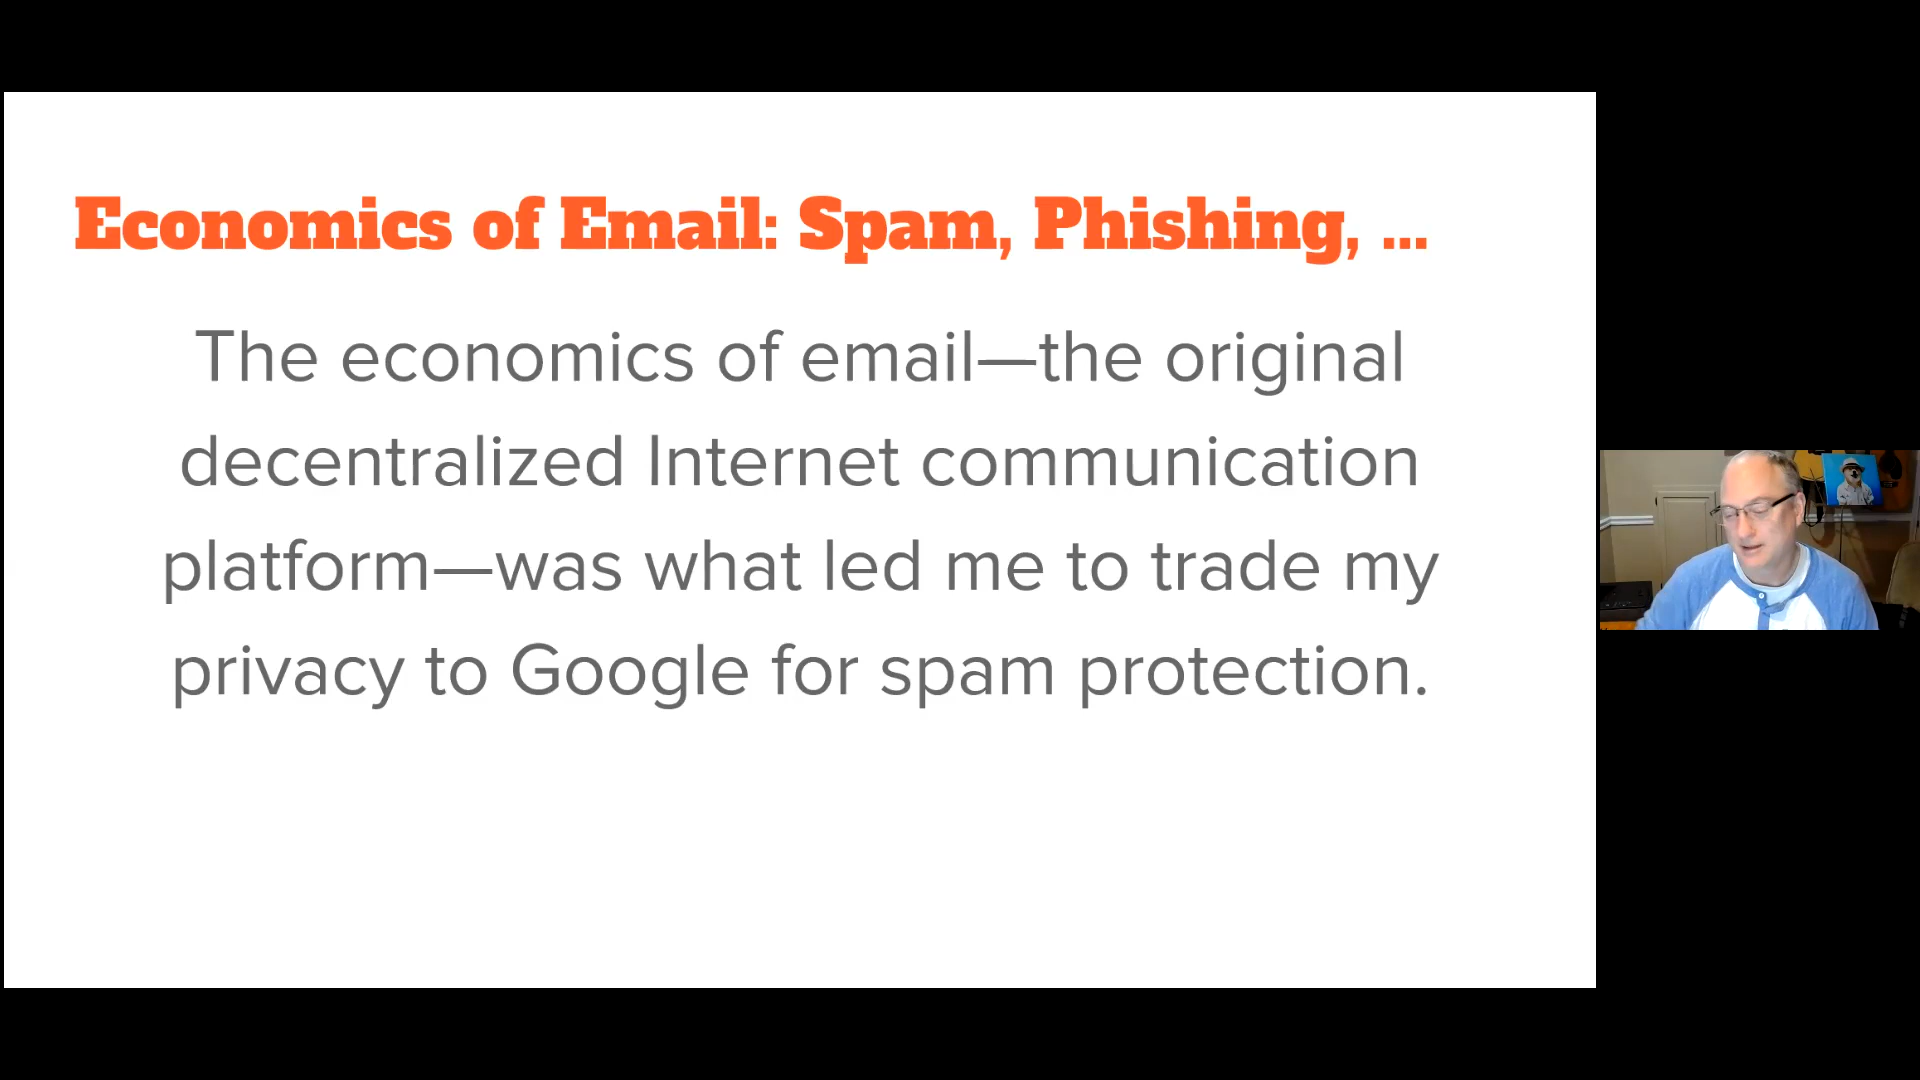 Economics of Email: Spam, Phishing, ...
The economics of email—the original
decentralized Internet communication
platform—was what led me to trade my
privacy to Google for spam protection.